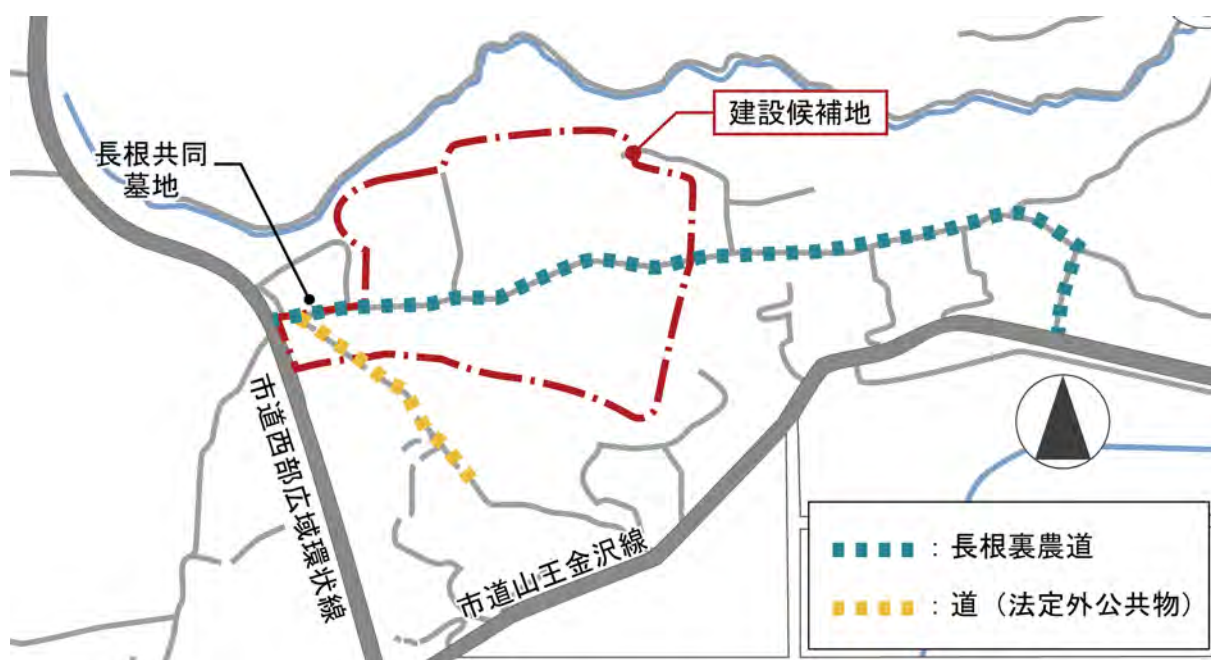 建設候補地
長根共同
墓地
市道西部広域環状線
市道山王金沢線
：長根裏農道
：道（法定外公共物）